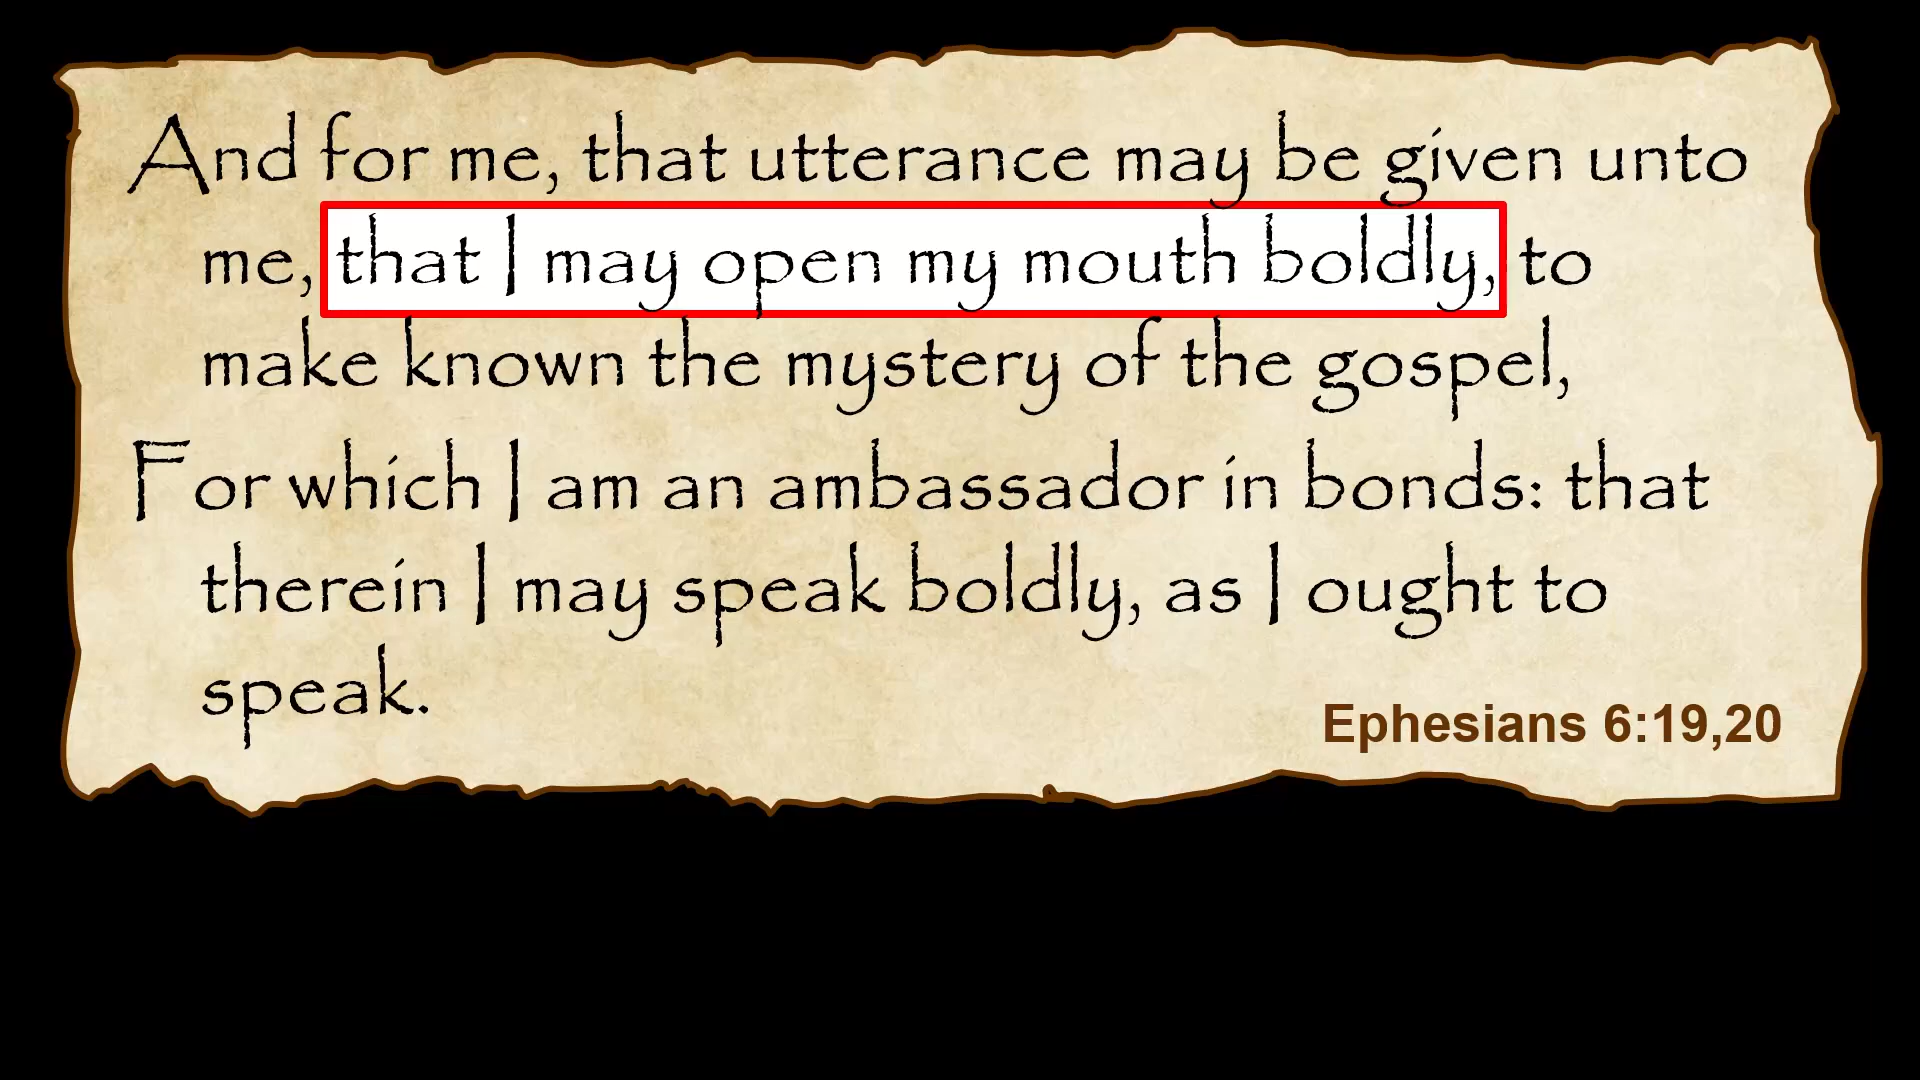 And for me, that utterance may be given unto
me, that I may open my mouth boldly, to
make known the mystery of the gospel,
For which I am an ambassador in bonds: that
therein I may speak boldly, as I ought to
speak.
Ephesians 6:19,20